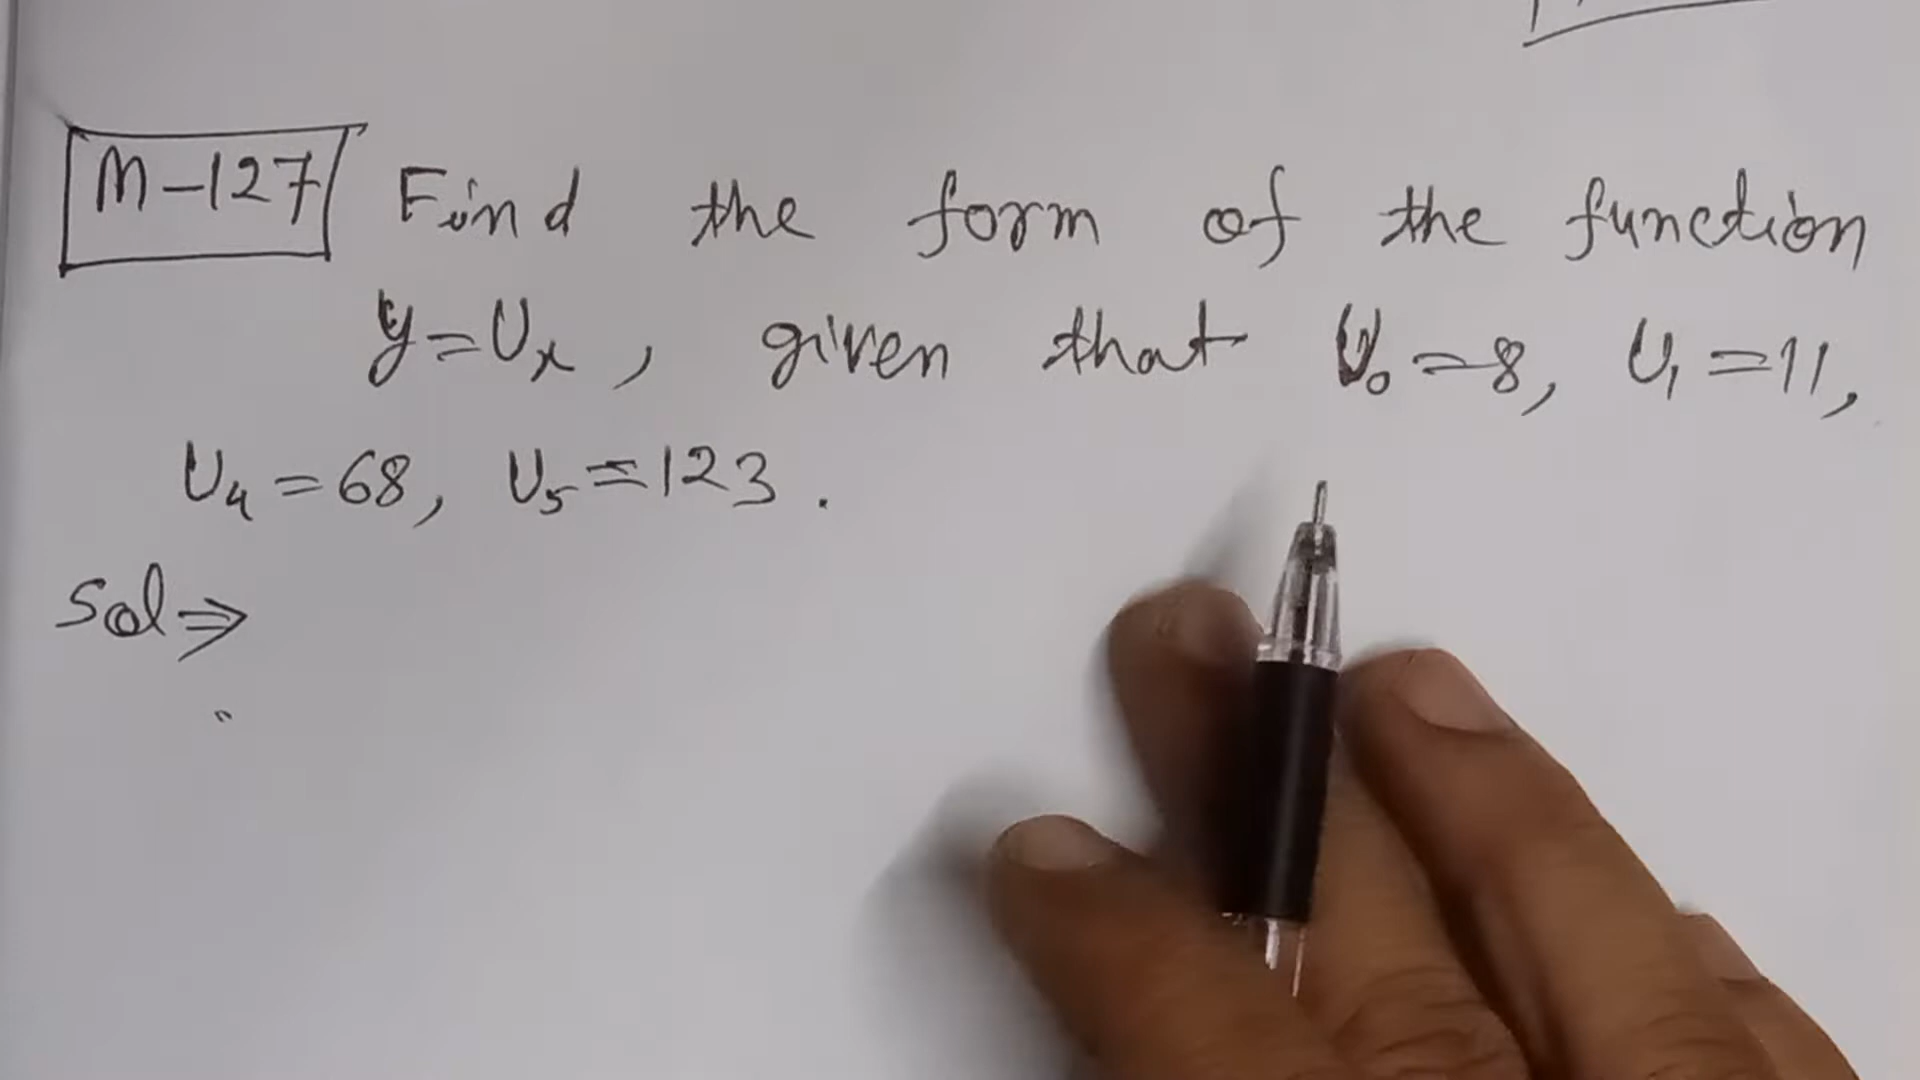 M-127 Find the form of the function
y=Ux, given that U₀=8, U₁=11,
U₄=68, U₅=123.
Sol⇒